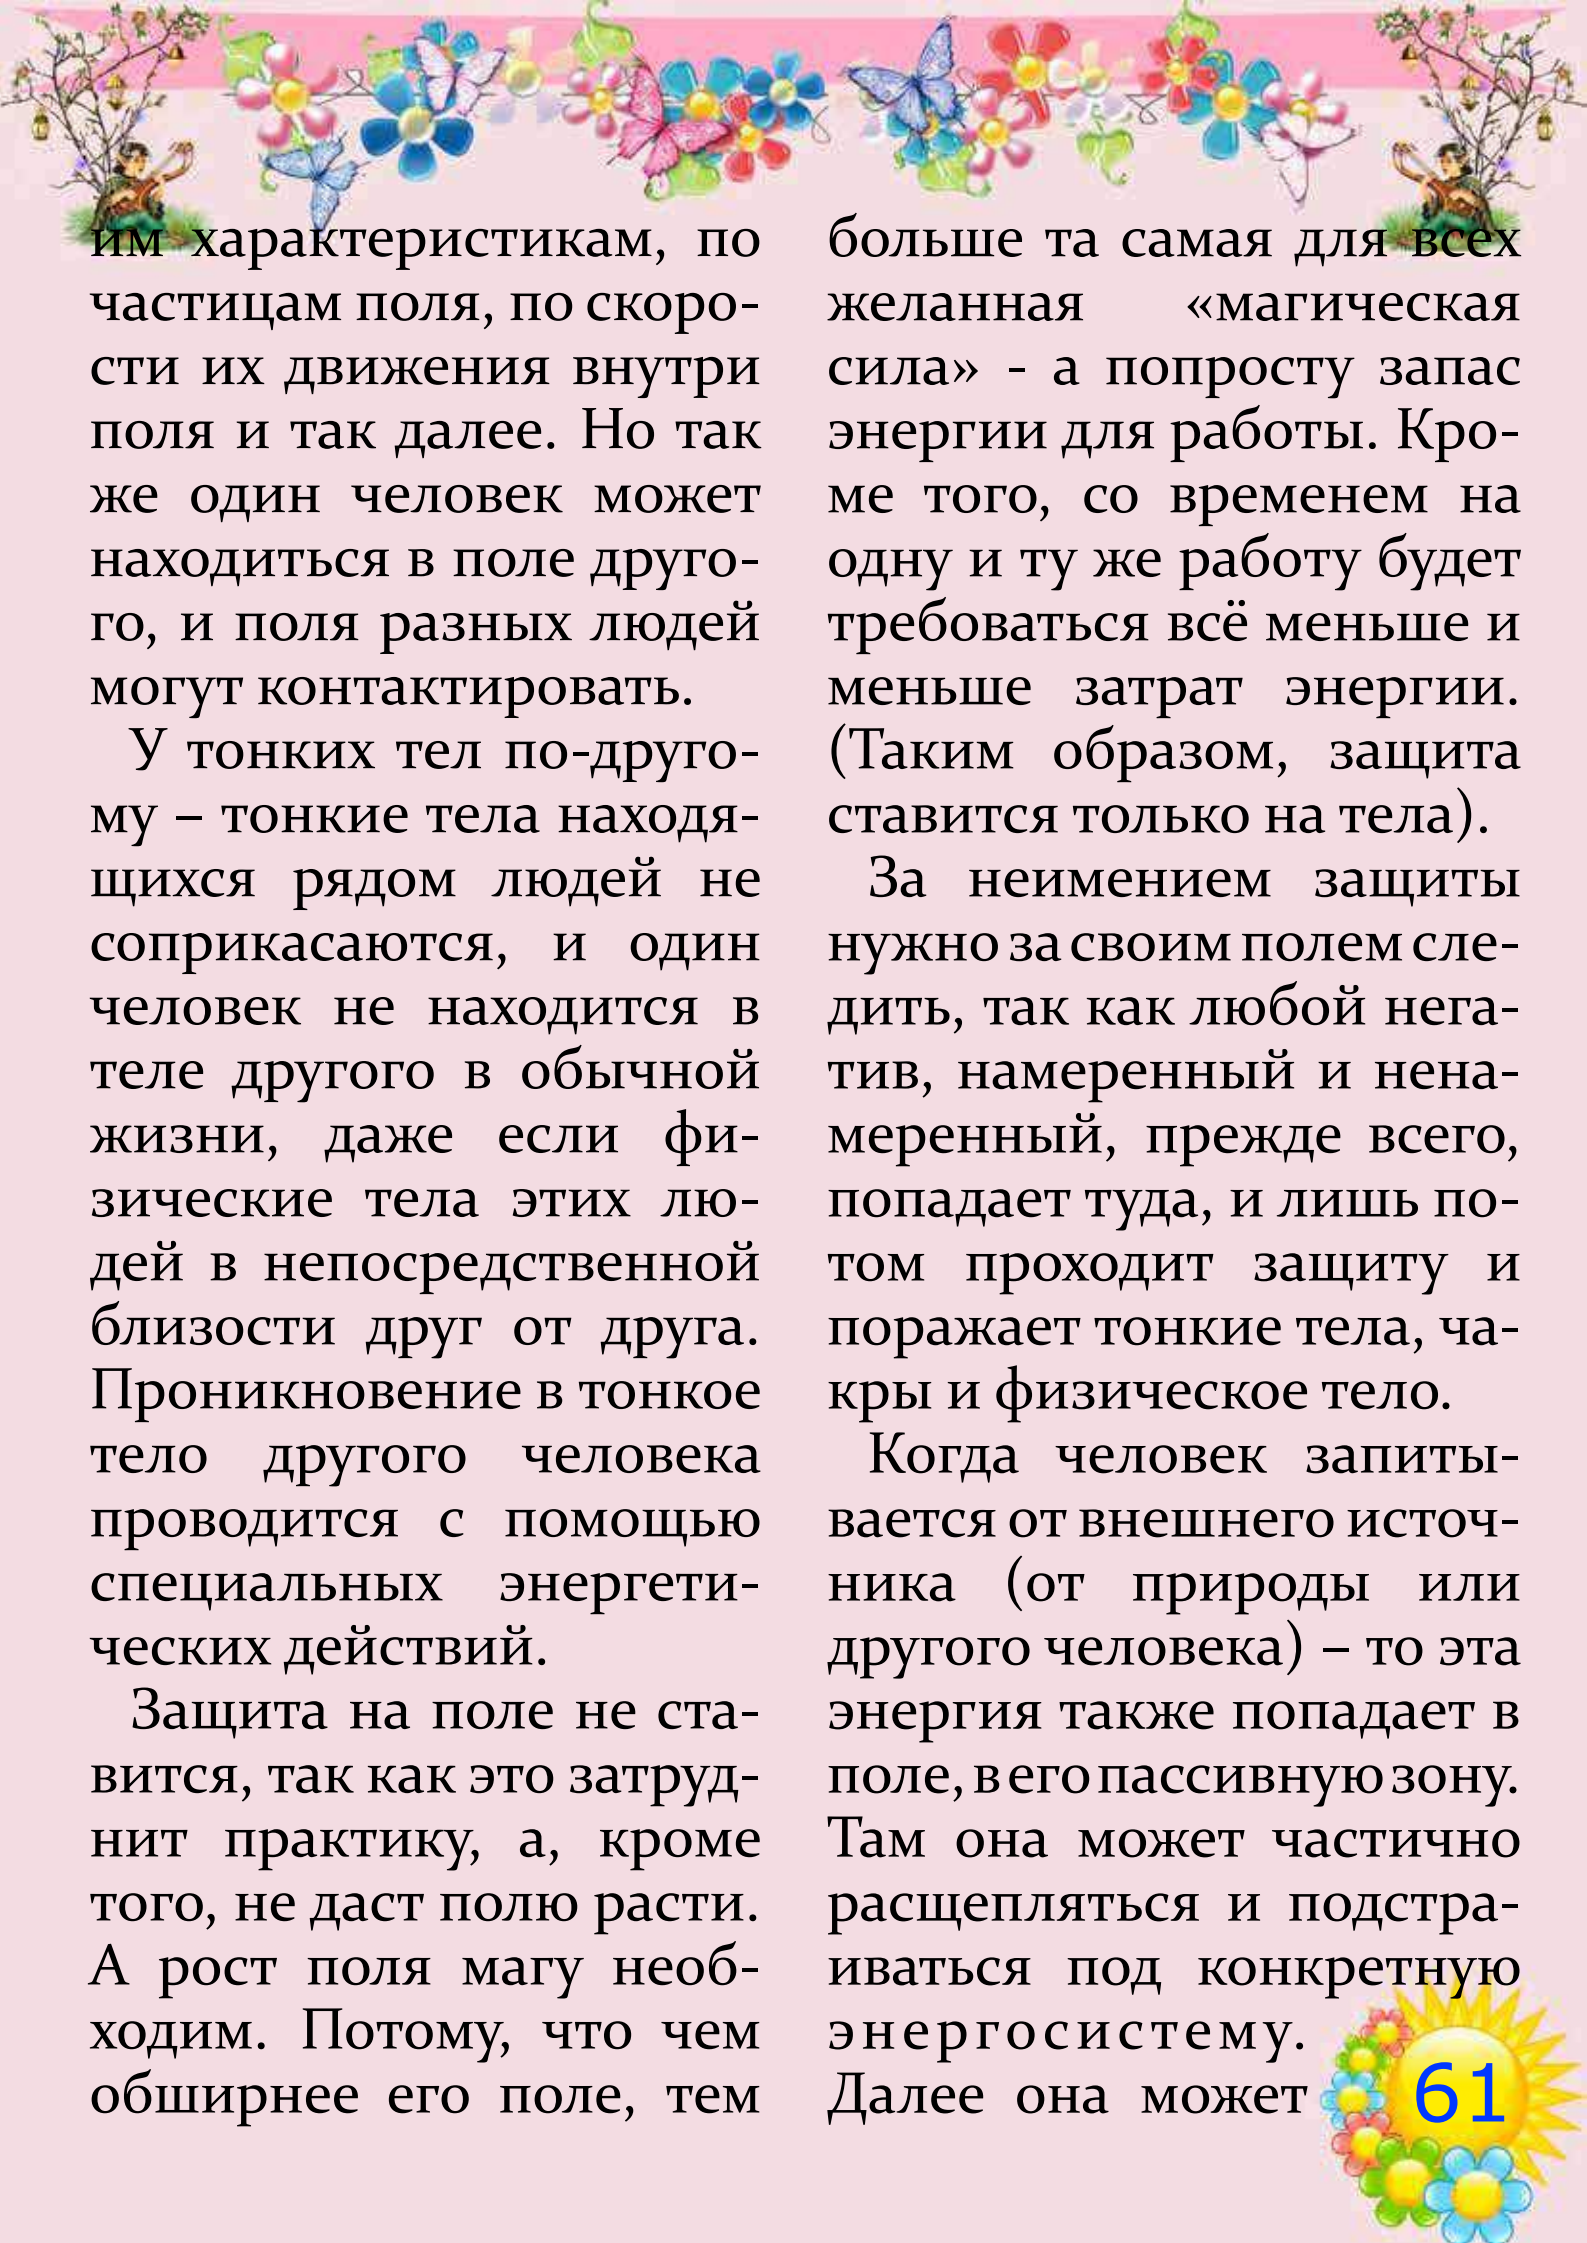 им характеристикам, по
частицам поля, по скоро-
сти их движения внутри
поля и так далее. Но так
же один человек может
находиться в поле друго-
го, и поля разных людей
могут контактировать.
У тонких тел по-друго-
му – тонкие тела находя-
щихся рядом людей не
соприкасаются, и один
человек не находится в
теле другого в обычной
жизни, даже если фи-
зические тела этих лю-
дей в непосредственной
близости друг от друга.
Проникновение в тонкое
тело другого человека
проводится с помощью
специальных энергети-
ческих действий.
Защита на поле не ста-
вится, так как это затруд-
нит практику, а, кроме
того, не даст полю расти.
А рост поля магу необ-
ходим. Потому, что чем
обширнее его поле, тем
больше та самая для всех
желанная «магическая
сила» - а попросту запас
энергии для работы. Кро-
ме того, со временем на
одну и ту же работу будет
требоваться всё меньше и
меньше затрат энергии.
(Таким образом, защита
ставится только на тела).
За неимением защиты
нужно за своим полем сле-
дить, так как любой нега-
тив, намеренный и нена-
меренный, прежде всего,
попадает туда, и лишь по-
том проходит защиту и
поражает тонкие тела, ча-
кры и физическое тело.
Когда человек запиты-
вается от внешнего источ-
ника (от природы или
другого человека) – то эта
энергия также попадает в
поле, в его пассивную зону.
Там она может частично
расщепляться и подстра-
иваться под конкретную
энергосистему.
Далее она может
61